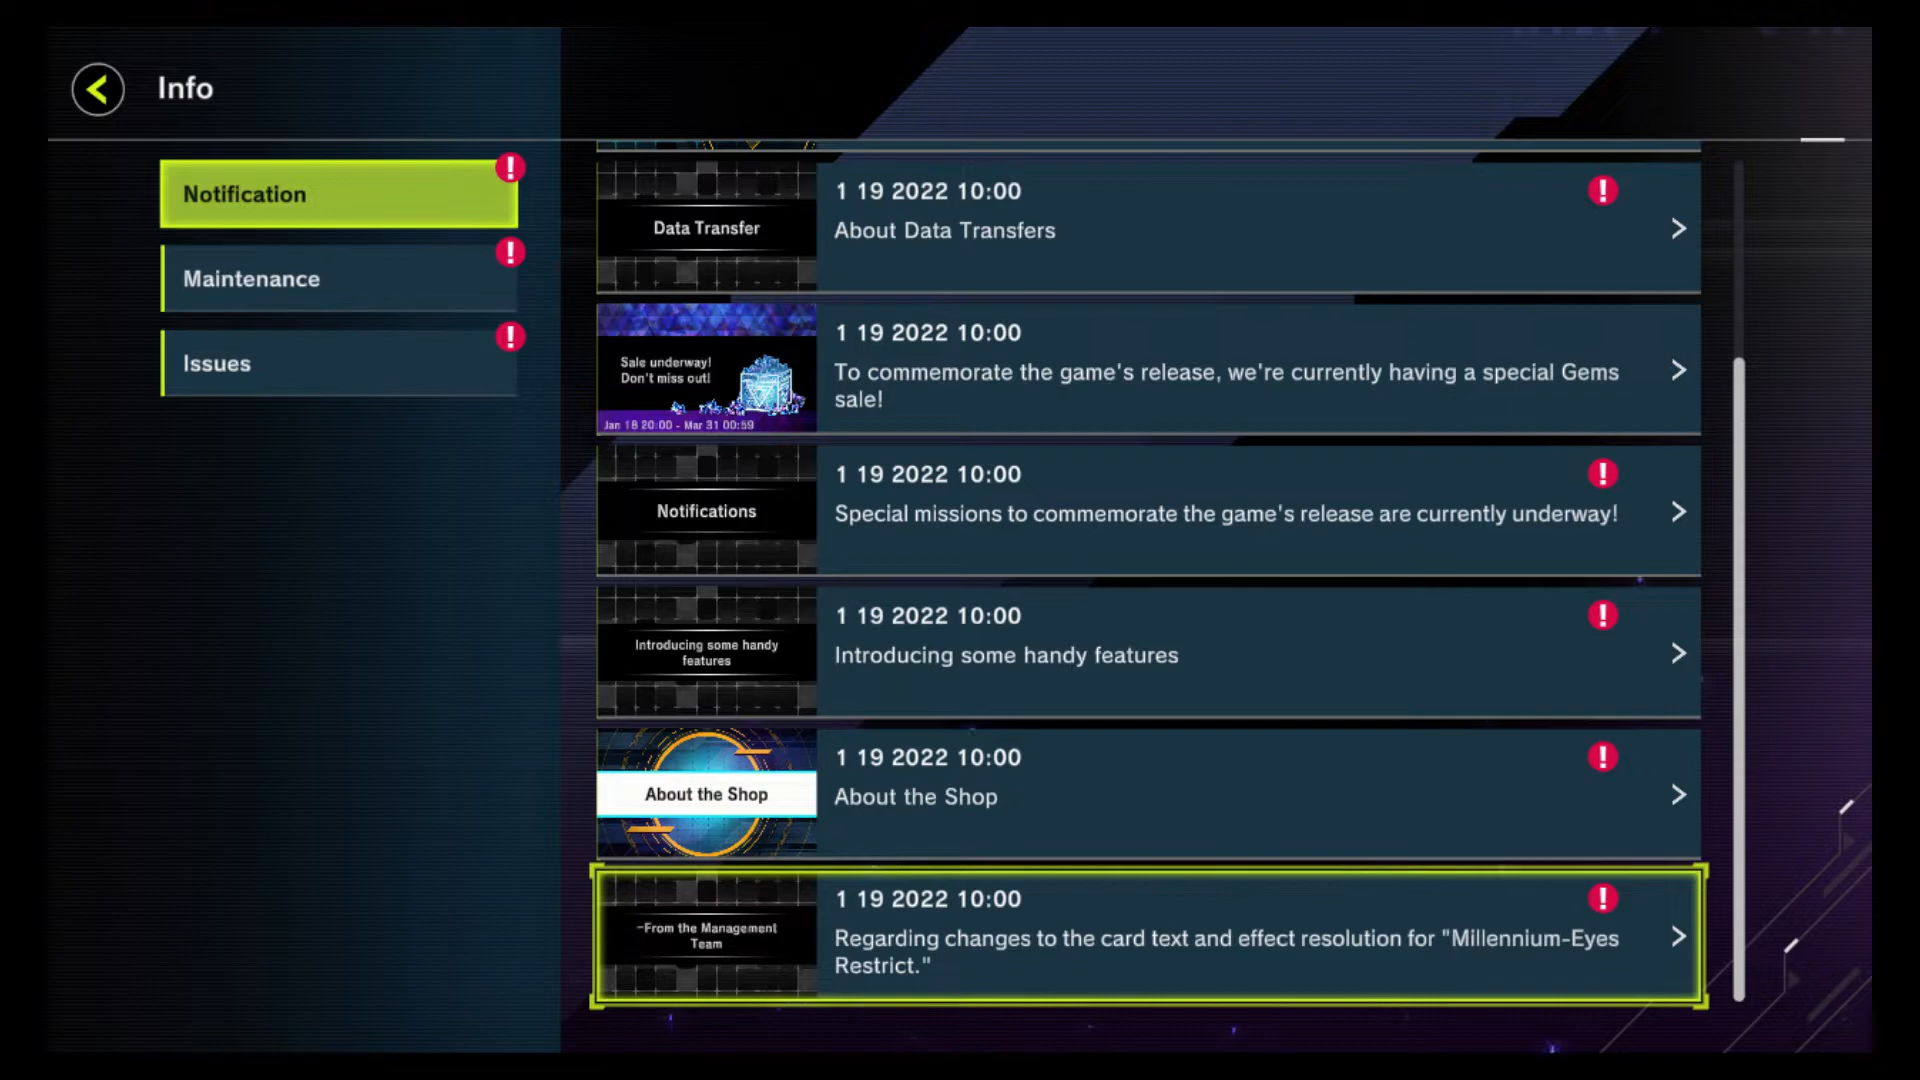 Info
Notification
Maintenance
Issues
Data Transfer
1 19 2022 10:00
About Data Transfers
Sale underway!
Don't miss out!
Jan 18 20:00 - Mar 31 00:59
1 19 2022 10:00
To commemorate the game's release, we're currently having a special Gems
sale!
Notifications
1 19 2022 10:00
Special missions to commemorate the game's release are currently underway!
Introducing some handy
features
1 19 2022 10:00
Introducing some handy features
About the Shop
1 19 2022 10:00
About the Shop
-From the Management
Team
1 19 2022 10:00
Regarding changes to the card text and effect resolution for "Millennium-Eyes
Restrict."